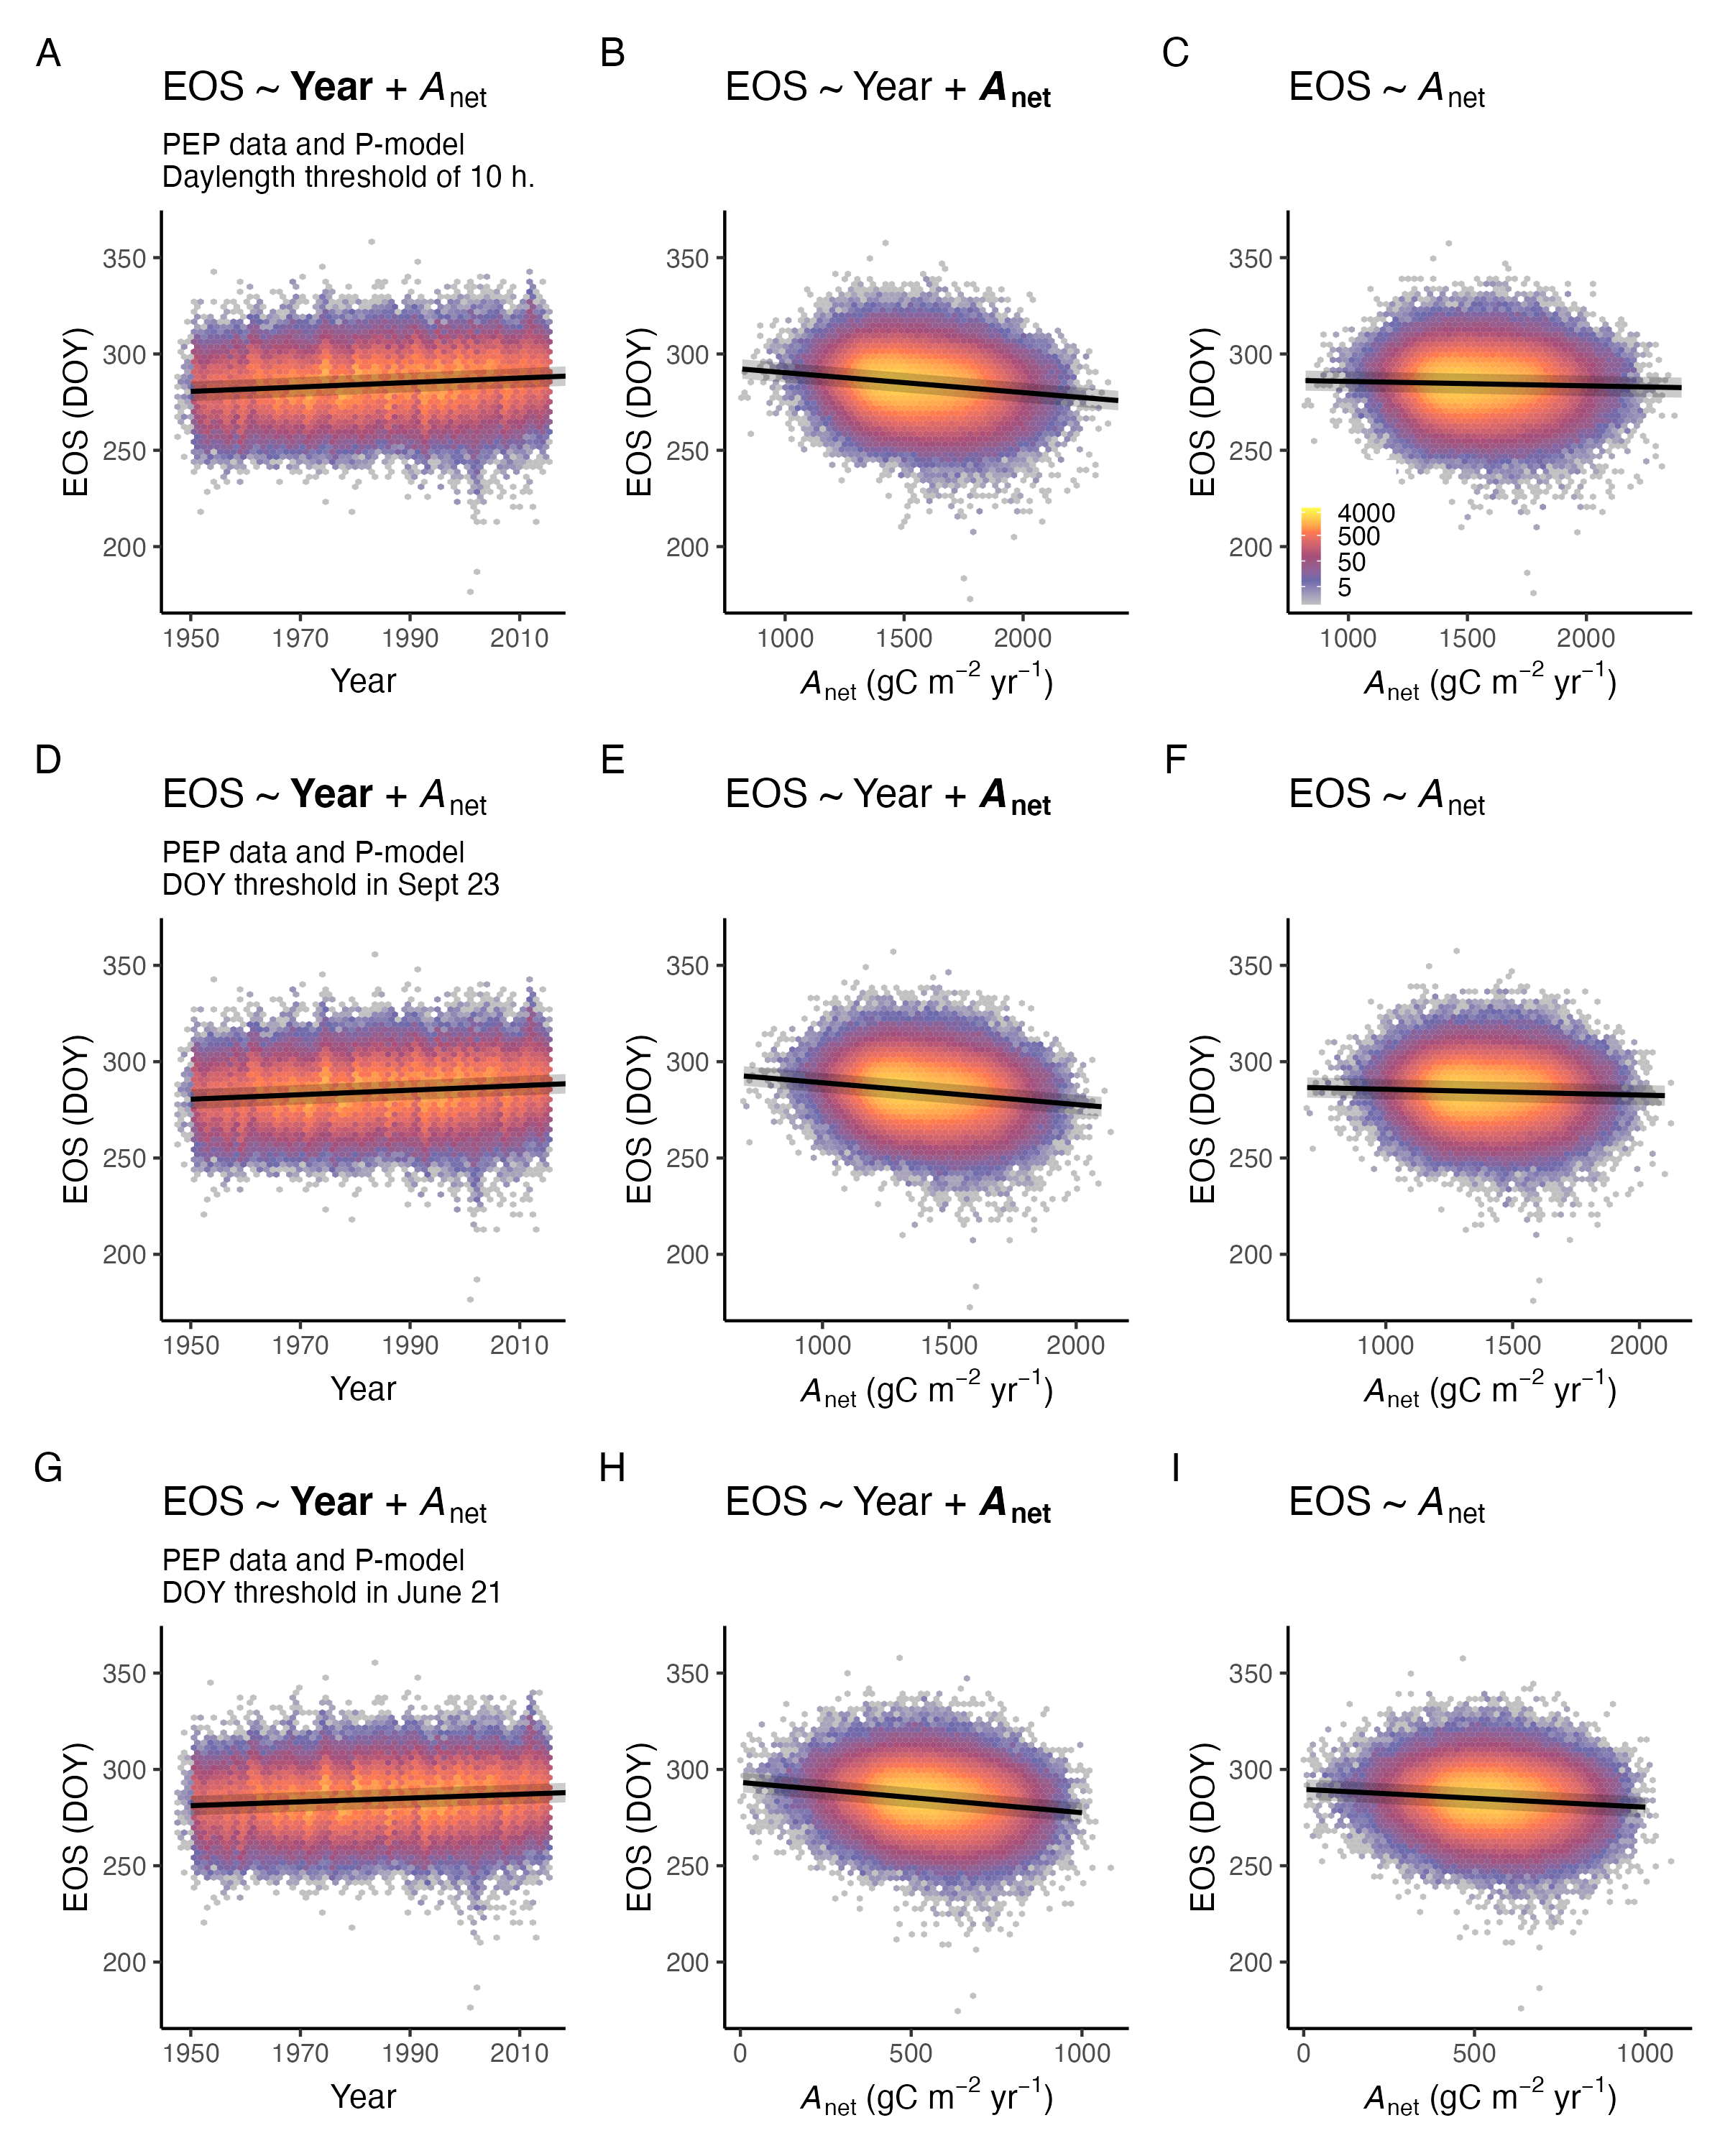 A
EOS ~ Year + Anet
PEP data and P-model
Daylength threshold of 10 h.
EOS (DOY)
350
300
250
200
1950 1970 1990 2010
Year
B
EOS ~ Year + Anet
EOS (DOY)
350
300
250
200
1000 1500 2000
Anet (gC m−2 yr−1)
C
EOS ~ Anet
EOS (DOY)
350
300
250
200
4000
500
50
5
1000 1500 2000
Anet (gC m−2 yr−1)
D
EOS ~ Year + Anet
PEP data and P-model
DOY threshold in Sept 23
EOS (DOY)
350
300
250
200
1950 1970 1990 2010
Year
E
EOS ~ Year + Anet
EOS (DOY)
350
300
250
200
1000 1500 2000
Anet (gC m−2 yr−1)
F
EOS ~ Anet
EOS (DOY)
350
300
250
200
1000 1500 2000
Anet (gC m−2 yr−1)
G
EOS ~ Year + Anet
PEP data and P-model
DOY threshold in June 21
EOS (DOY)
350
300
250
200
1950 1970 1990 2010
Year
H
EOS ~ Year + Anet
EOS (DOY)
350
300
250
200
0 500 1000
Anet (gC m−2 yr−1)
I
EOS ~ Anet
EOS (DOY)
350
300
250
200
0 500 1000
Anet (gC m−2 yr−1)